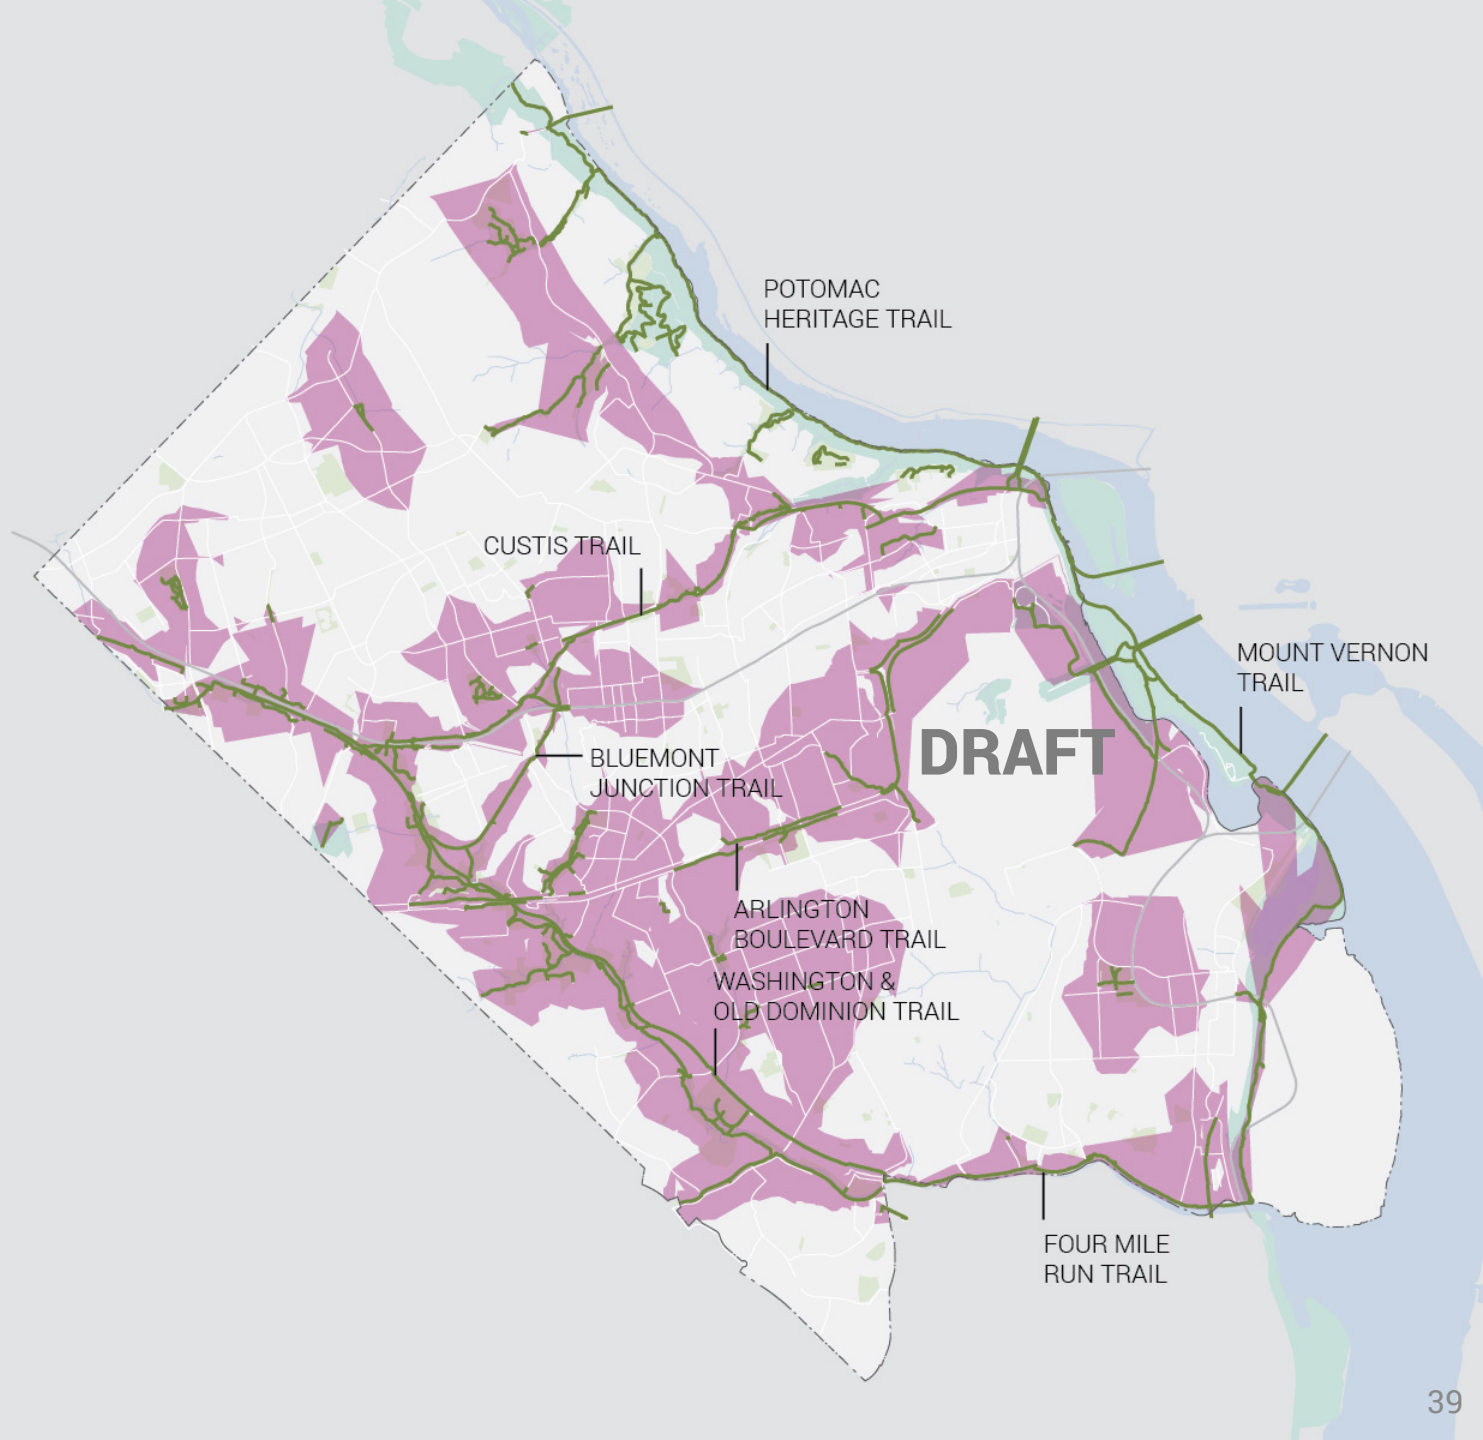 POTOMAC
HERITAGE TRAIL
CUSTIS TRAIL
MOUNT VERNON
TRAIL
DRAFT
BLUEMONT
JUNCTION TRAIL
ARLINGTON
BOULEVARD TRAIL
WASHINGTON &
OLD DOMINION TRAIL
FOUR MILE
RUN TRAIL
39